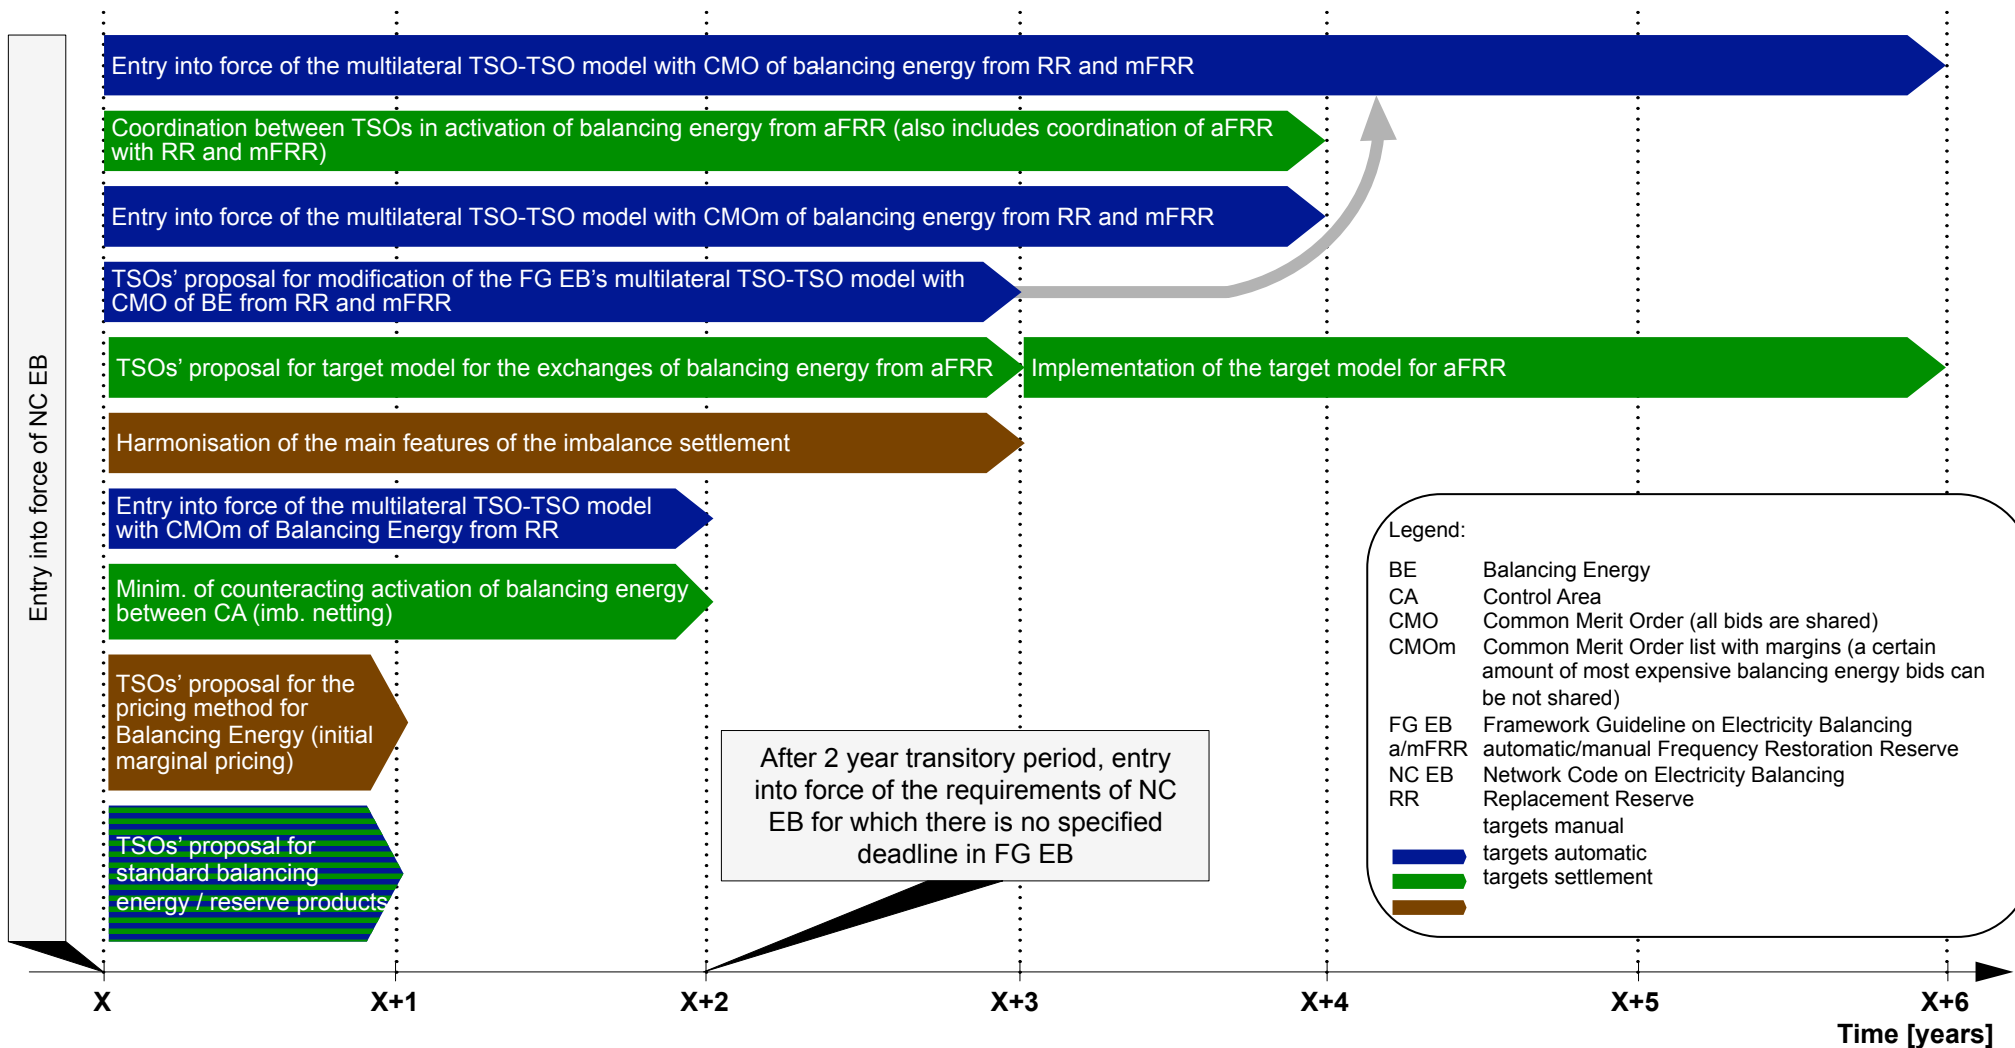 Entry into force of NC EB
Entry into force of the multilateral TSO-TSO model with CMO of balancing energy from RR and mFRR
Coordination between TSOs in activation of balancing energy from aFRR (also includes coordination of aFRR
with RR and mFRR)
Entry into force of the multilateral TSO-TSO model with CMOm of balancing energy from RR and mFRR
TSOs’ proposal for modification of the FG EB’s multilateral TSO-TSO model with
CMO of BE from RR and mFRR
TSOs’ proposal for target model for the exchanges of balancing energy from aFRR
Implementation of the target model for aFRR
Harmonisation of the main features of the imbalance settlement
Entry into force of the multilateral TSO-TSO model
with CMOm of Balancing Energy from RR
Minim. of counteracting activation of balancing energy
between CA (imb. netting)
TSOs’ proposal for the
pricing method for
Balancing Energy (initial
marginal pricing)
TSOs’ proposal for
standard balancing
energy / reserve products
After 2 year transitory period, entry
into force of the requirements of NC
EB for which there is no specified
deadline in FG EB
Legend:
BE Balancing Energy
CA Control Area
CMO Common Merit Order (all bids are shared)
CMOm Common Merit Order list with margins (a certain
amount of most expensive balancing energy bids can
be not shared)
FG EB Framework Guideline on Electricity Balancing
a/mFRR automatic/manual Frequency Restoration Reserve
NC EB Network Code on Electricity Balancing
RR Replacement Reserve
targets manual
targets automatic
targets settlement
X X+1 X+2 X+3 X+4 X+5 X+6
Time [years]